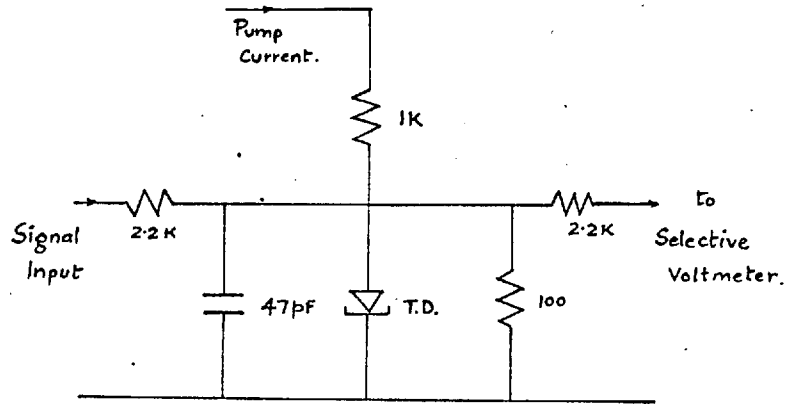 Pump
Current.
1K
2.2K
2.2K
to
Selective
Voltmeter.
Signal
Input
47pF
T.D.
100